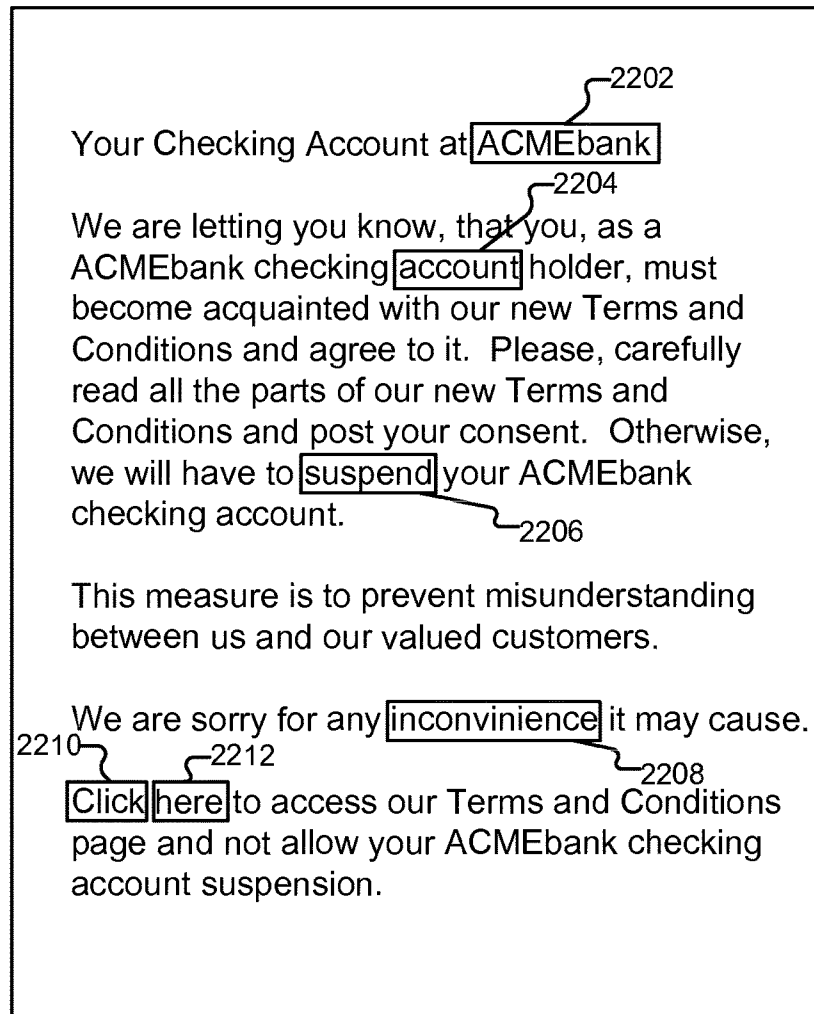 2202
Your Checking Account at ACMEbank
2204
We are letting you know, that you, as a
ACMEbank checking account holder, must
become acquainted with our new Terms and
Conditions and agree to it. Please, carefully
read all the parts of our new Terms and
Conditions and post your consent. Otherwise,
we will have to suspend your ACMEbank
checking account.
2206
This measure is to prevent misunderstanding
between us and our valued customers.
We are sorry for any inconvinience it may cause.
2210 2212 2208
Click here to access our Terms and Conditions
page and not allow your ACMEbank checking
account suspension.